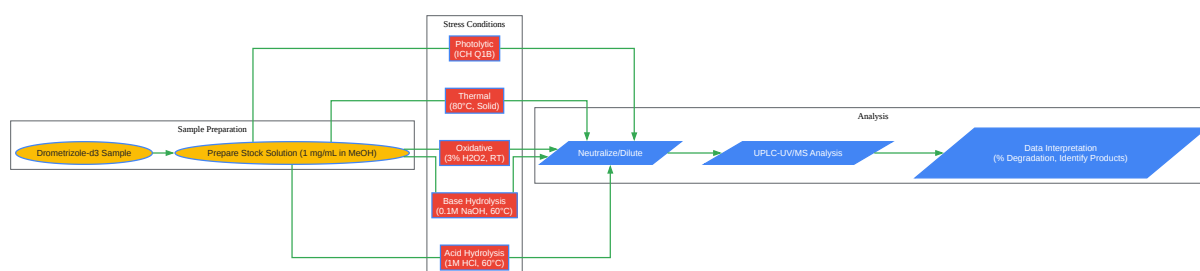 Stress Conditions
Photolytic
(ICH Q1B)
Thermal
(80°C, Solid)
Analysis
Sample Preparation
Drometrizole-d3 Sample
Prepare Stock Solution (1 mg/mL in MeOH)
Oxidative
(3% H2O2, RT)
Neutralize/Dilute
UPLC-UV/MS Analysis
Data Interpretation
(% Degradation, Identify Products)
Base Hydrolysis
(0.1M NaOH, 60°C)
Acid Hydrolysis
(1M HCl, 60°C)